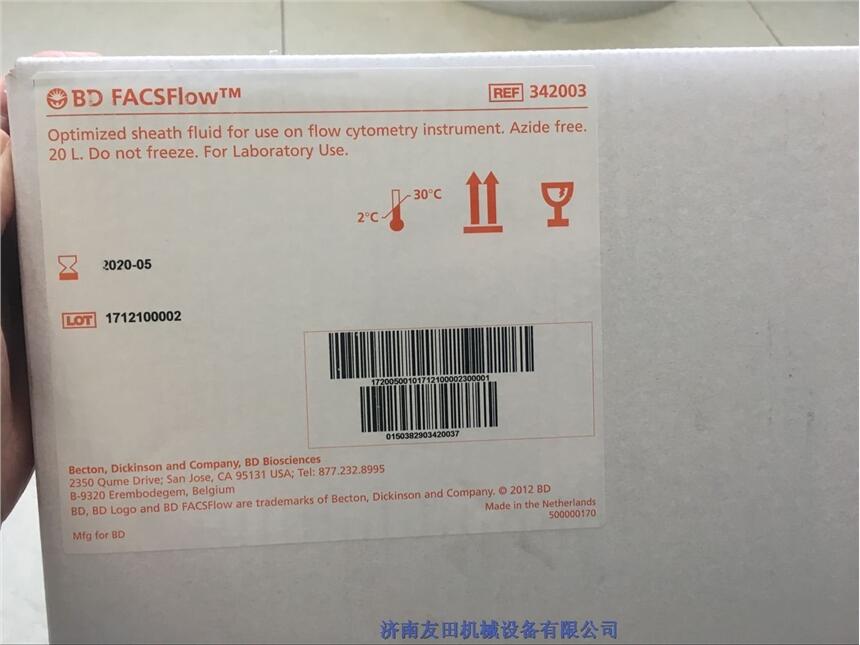 BD FACSFlow™
REF 342003
Optimized sheath fluid for use on flow cytometry instrument. Azide free.
20 L. Do not freeze. For Laboratory Use.
30°C
2°C
2020-05
LOT 1712100002
17200500101712100002300001
0150382903420037
Becton, Dickinson and Company, BD Biosciences
2350 Qume Drive; San Jose, CA 95131 USA; Tel: 877.232.8995
B-9320 Erembodegem, Belgium
BD, BD Logo and BD FACSFlow are trademarks of Becton, Dickinson and Company. © 2012 BD
Made in the Netherlands
500000170
Mfg for BD
济南友田机械设备有限公司